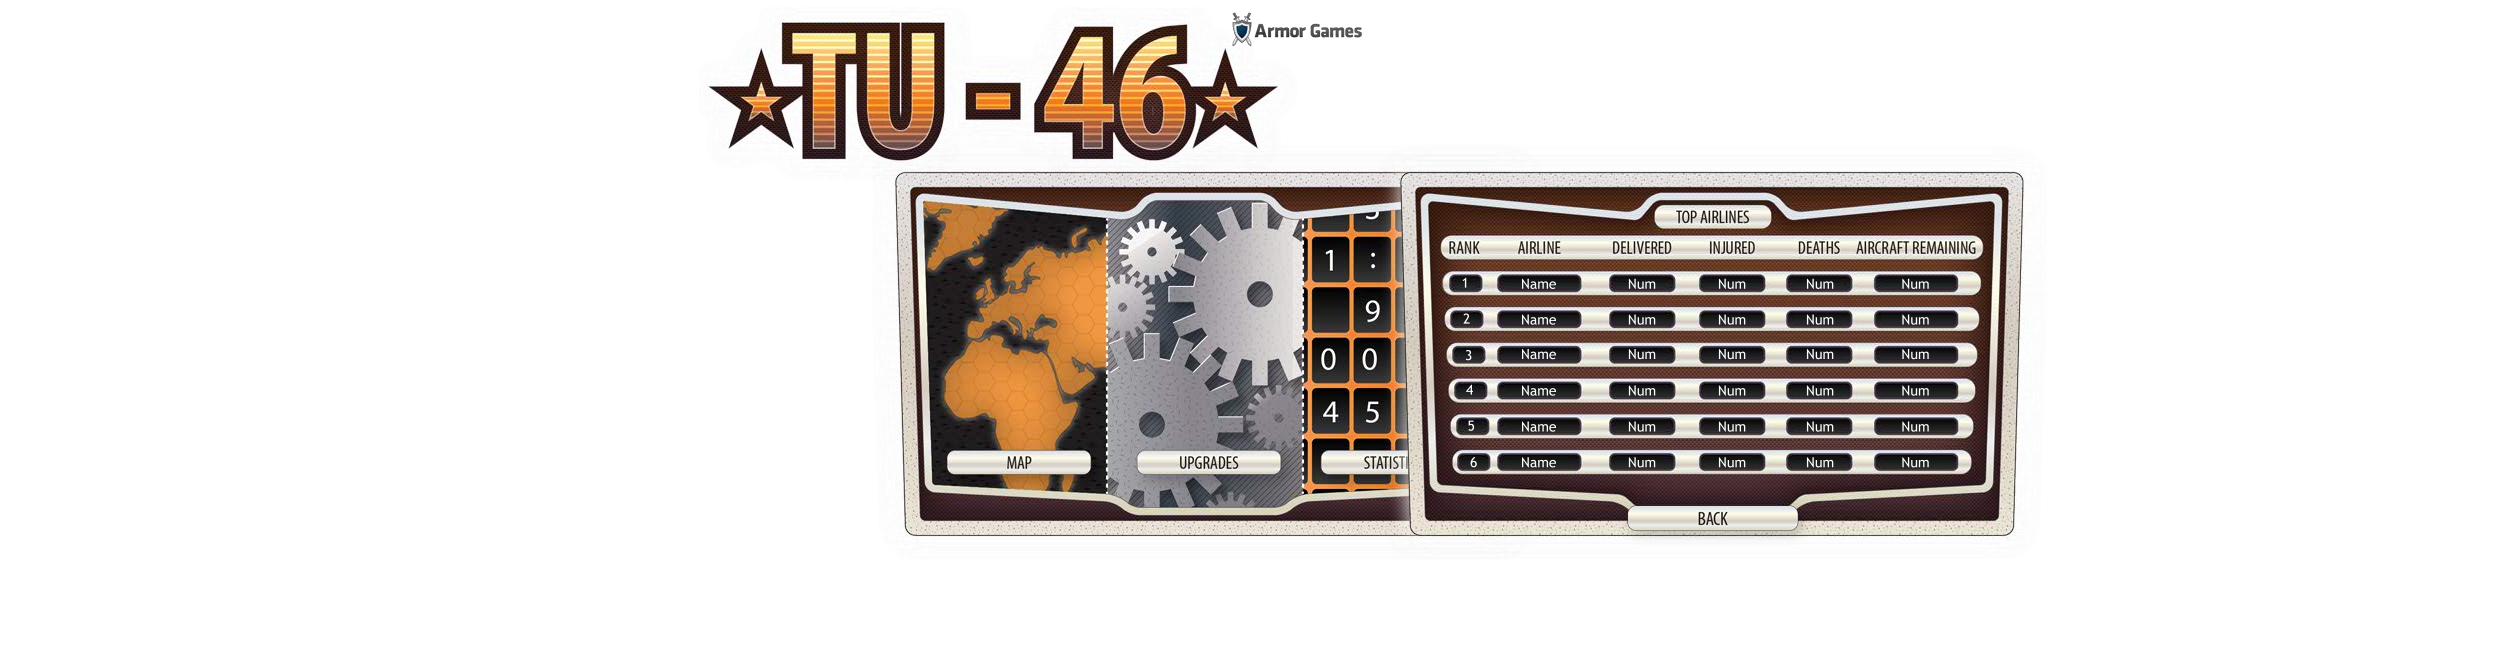 TU - 46
Armor Games
1 :
9
0 0
4 5
MAP
UPGRADES
TOP AIRLINES
RANK AIRLINE DELIVERED INJURED DEATHS AIRCRAFT REMAINING
1 Name Num Num Num Num
2 Name Num Num Num Num
3 Name Num Num Num Num
4 Name Num Num Num Num
5 Name Num Num Num Num
6 Name Num Num Num Num
BACK